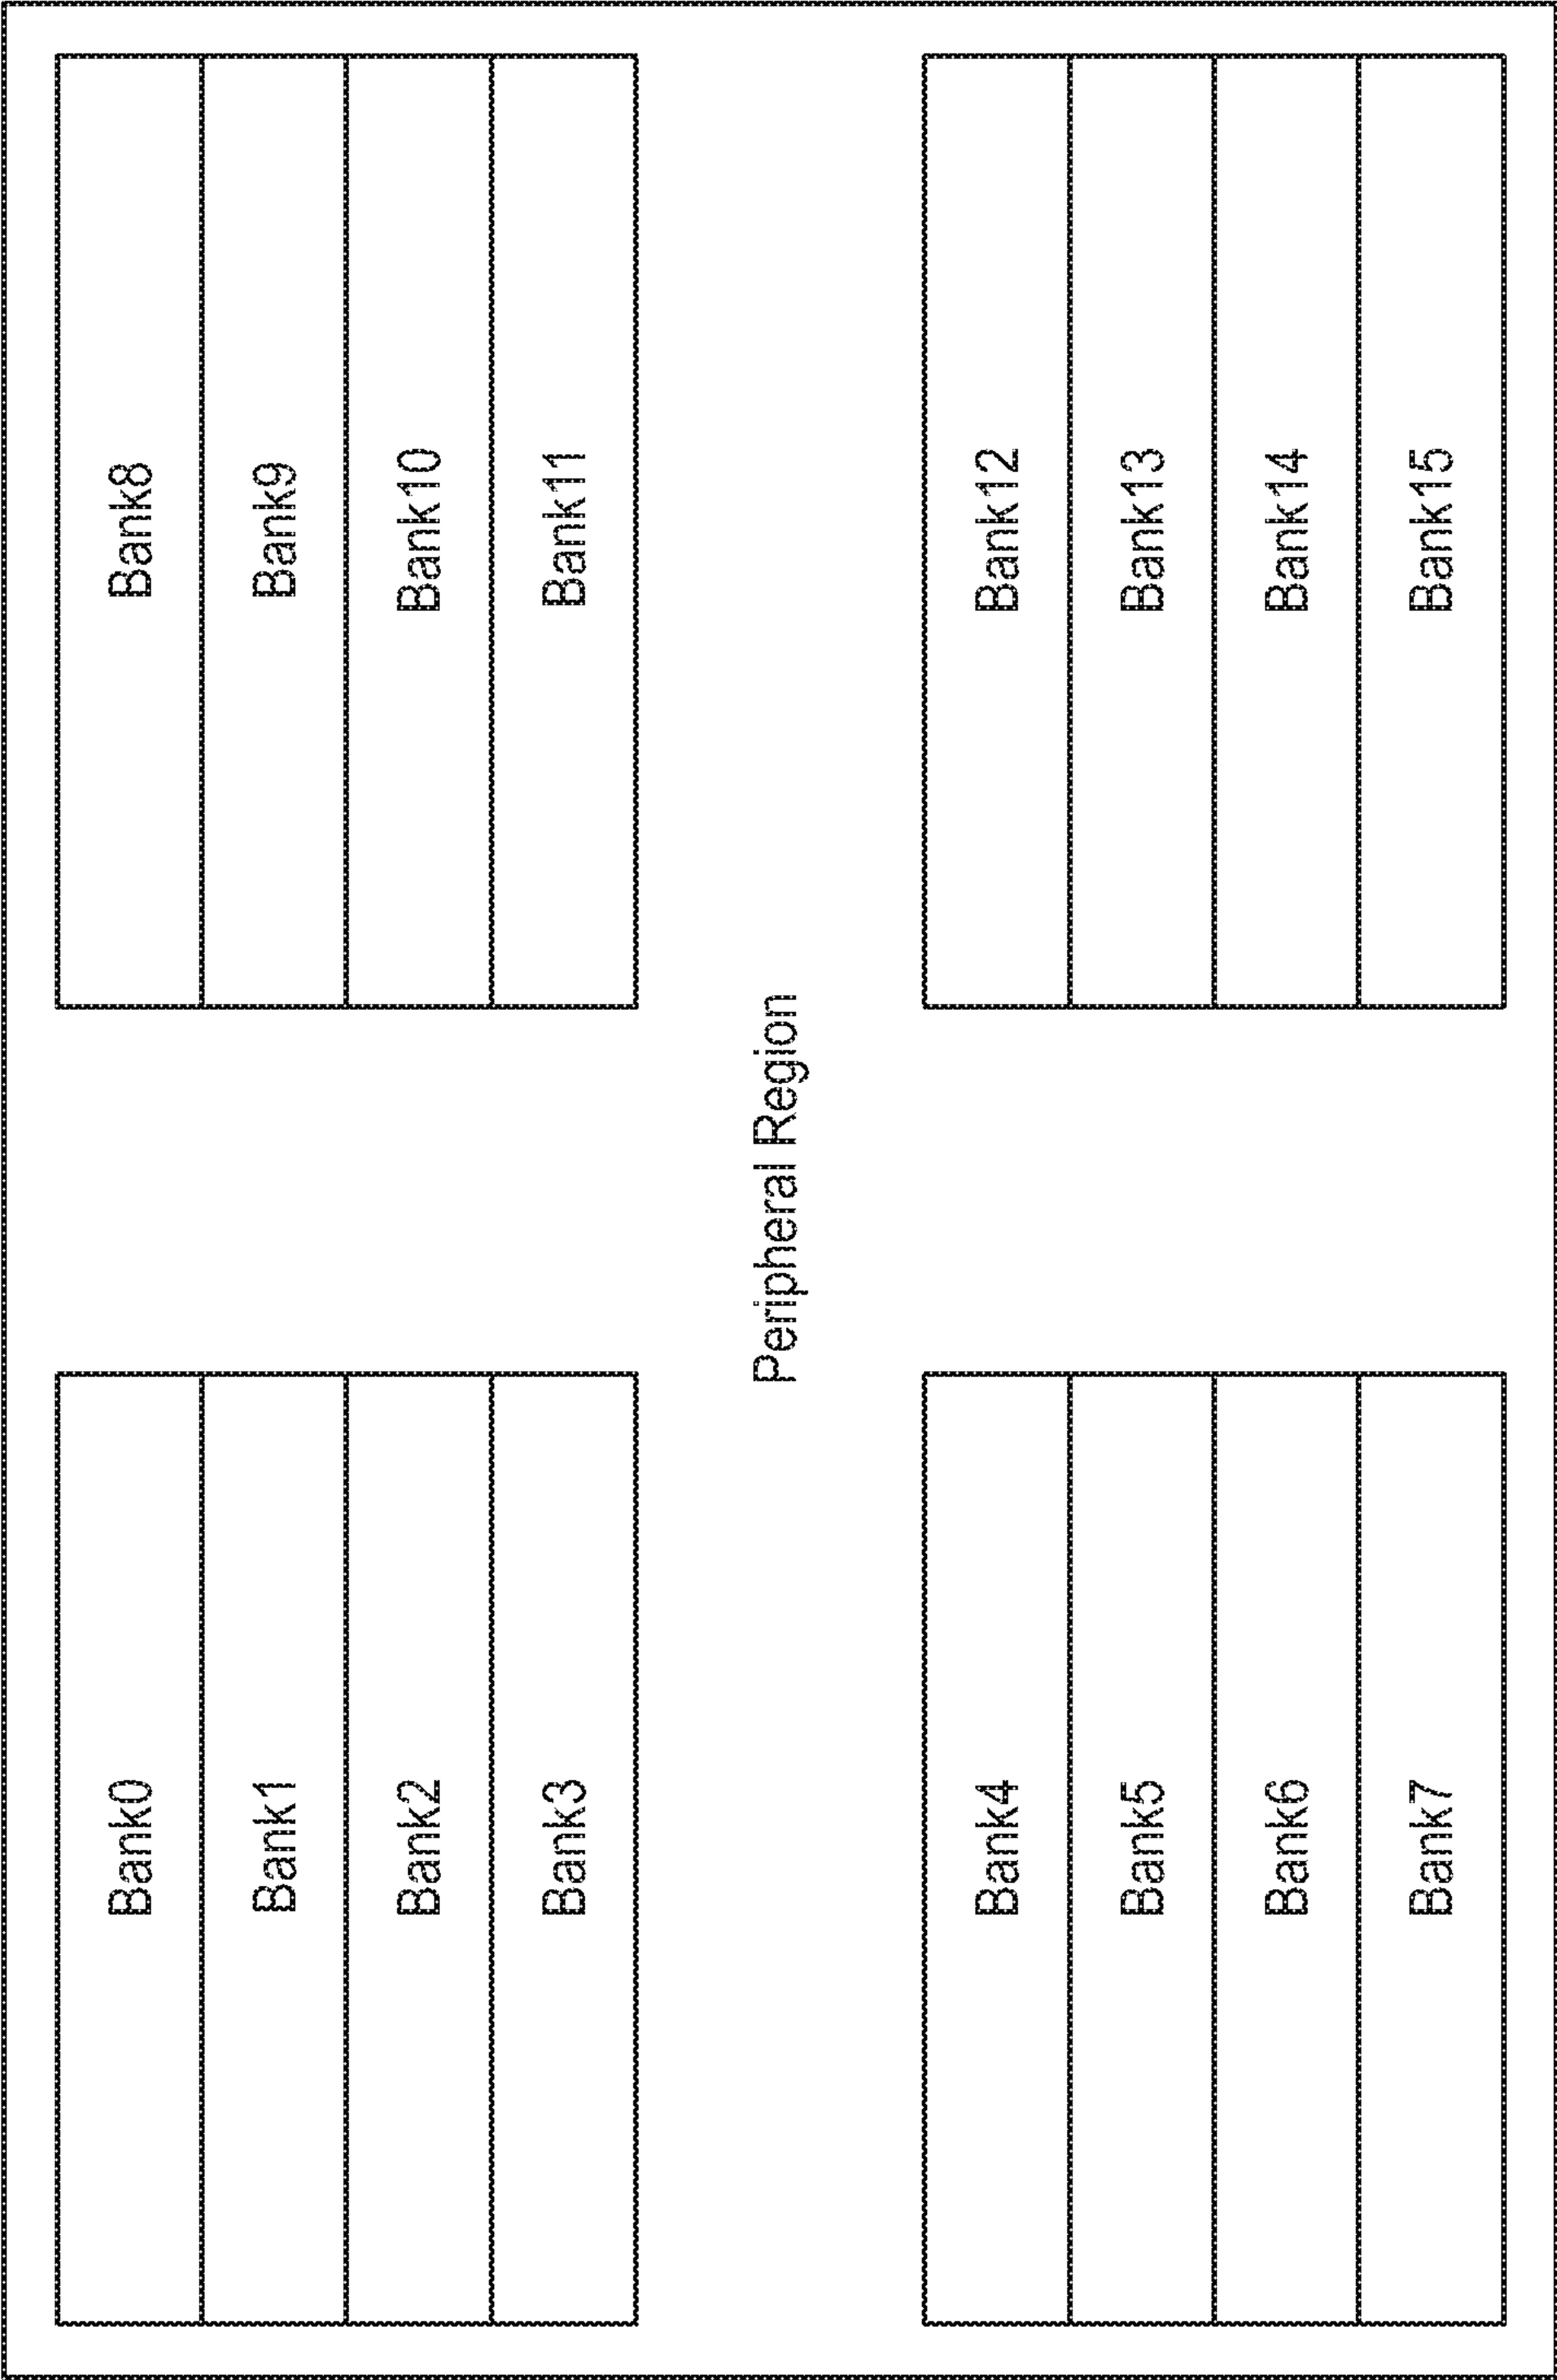 Bank0
Bank1
Bank2
Bank3
Bank8
Bank9
Bank10
Bank11
Peripheral Region
Bank4
Bank5
Bank6
Bank7
Bank12
Bank13
Bank14
Bank15